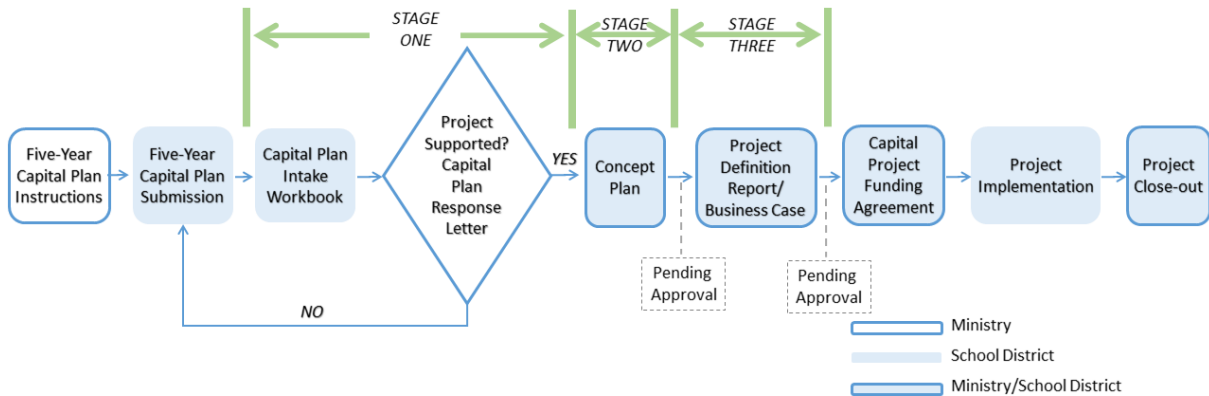 STAGE
ONE
STAGE
TWO
STAGE
THREE
Five-Year
Capital Plan
Instructions
Five-Year
Capital Plan
Submission
Capital Plan
Intake
Workbook
Project
Supported?
Capital
Plan
Response
Letter
YES
Concept
Plan
Project
Definition
Report/
Business Case
Capital
Project
Funding
Agreement
Project
Implementation
Project
Close-out
NO
Pending
Approval
Pending
Approval
Ministry
School District
Ministry/School District